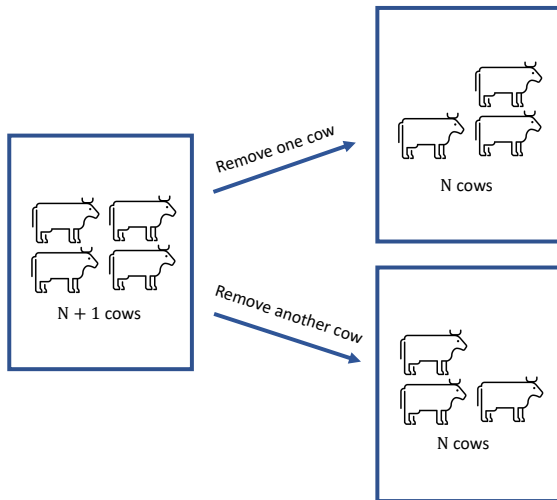 Remove one cow
N cows
N + 1 cows
Remove another cow
N cows